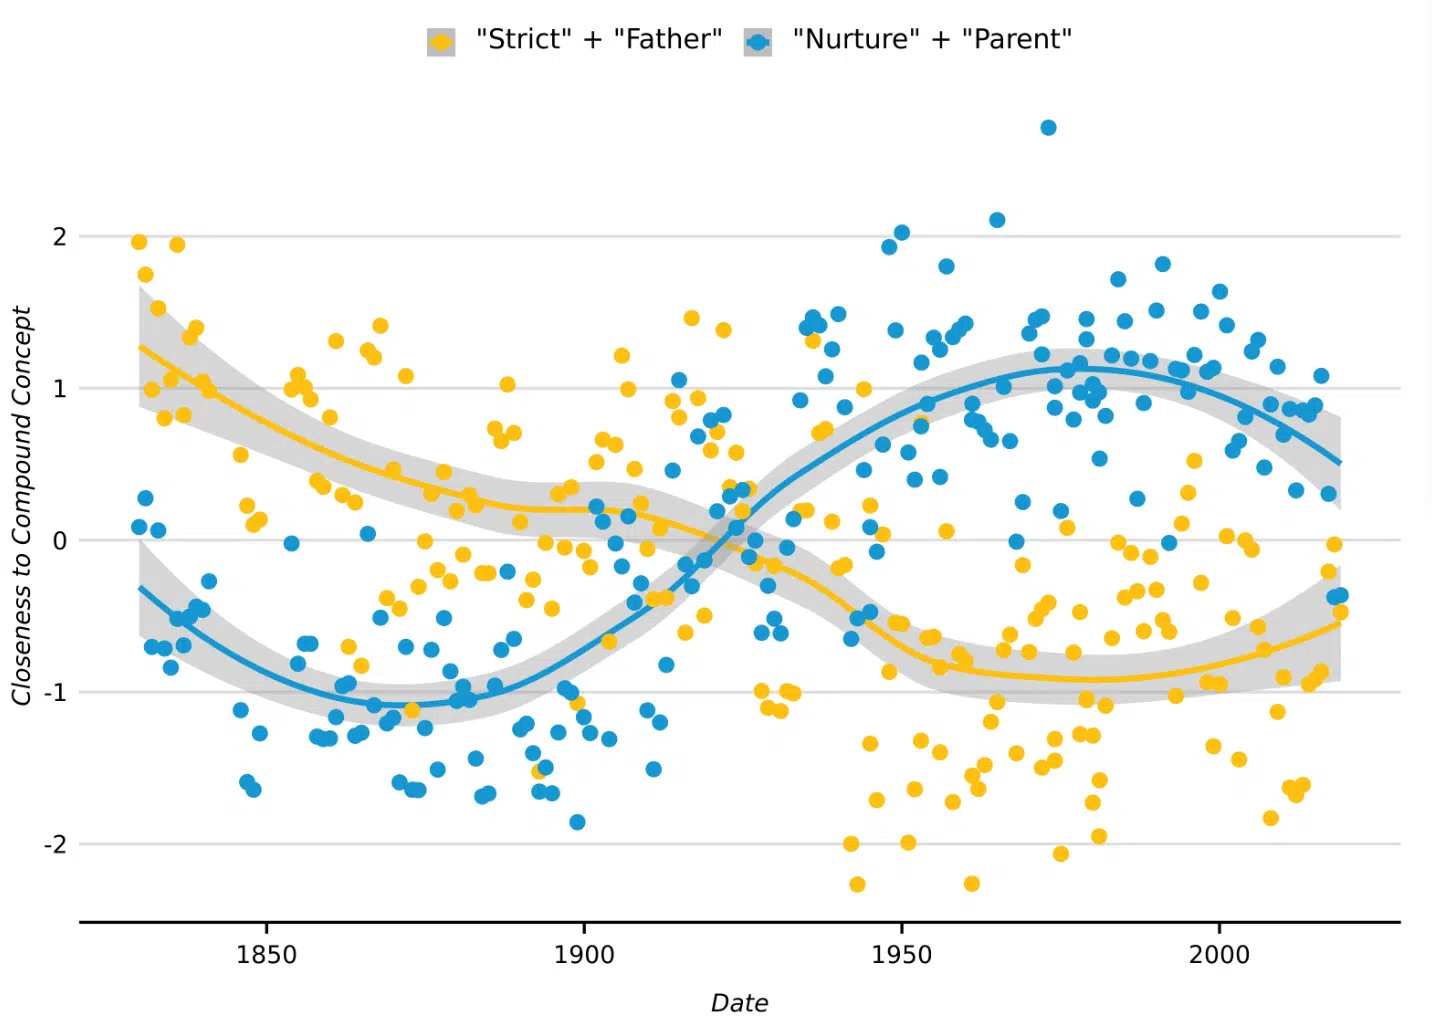 "Strict" + "Father" "Nurture" + "Parent"
Closeness to Compound Concept
2
1
0
-1
-2
1850 1900 1950 2000
Date